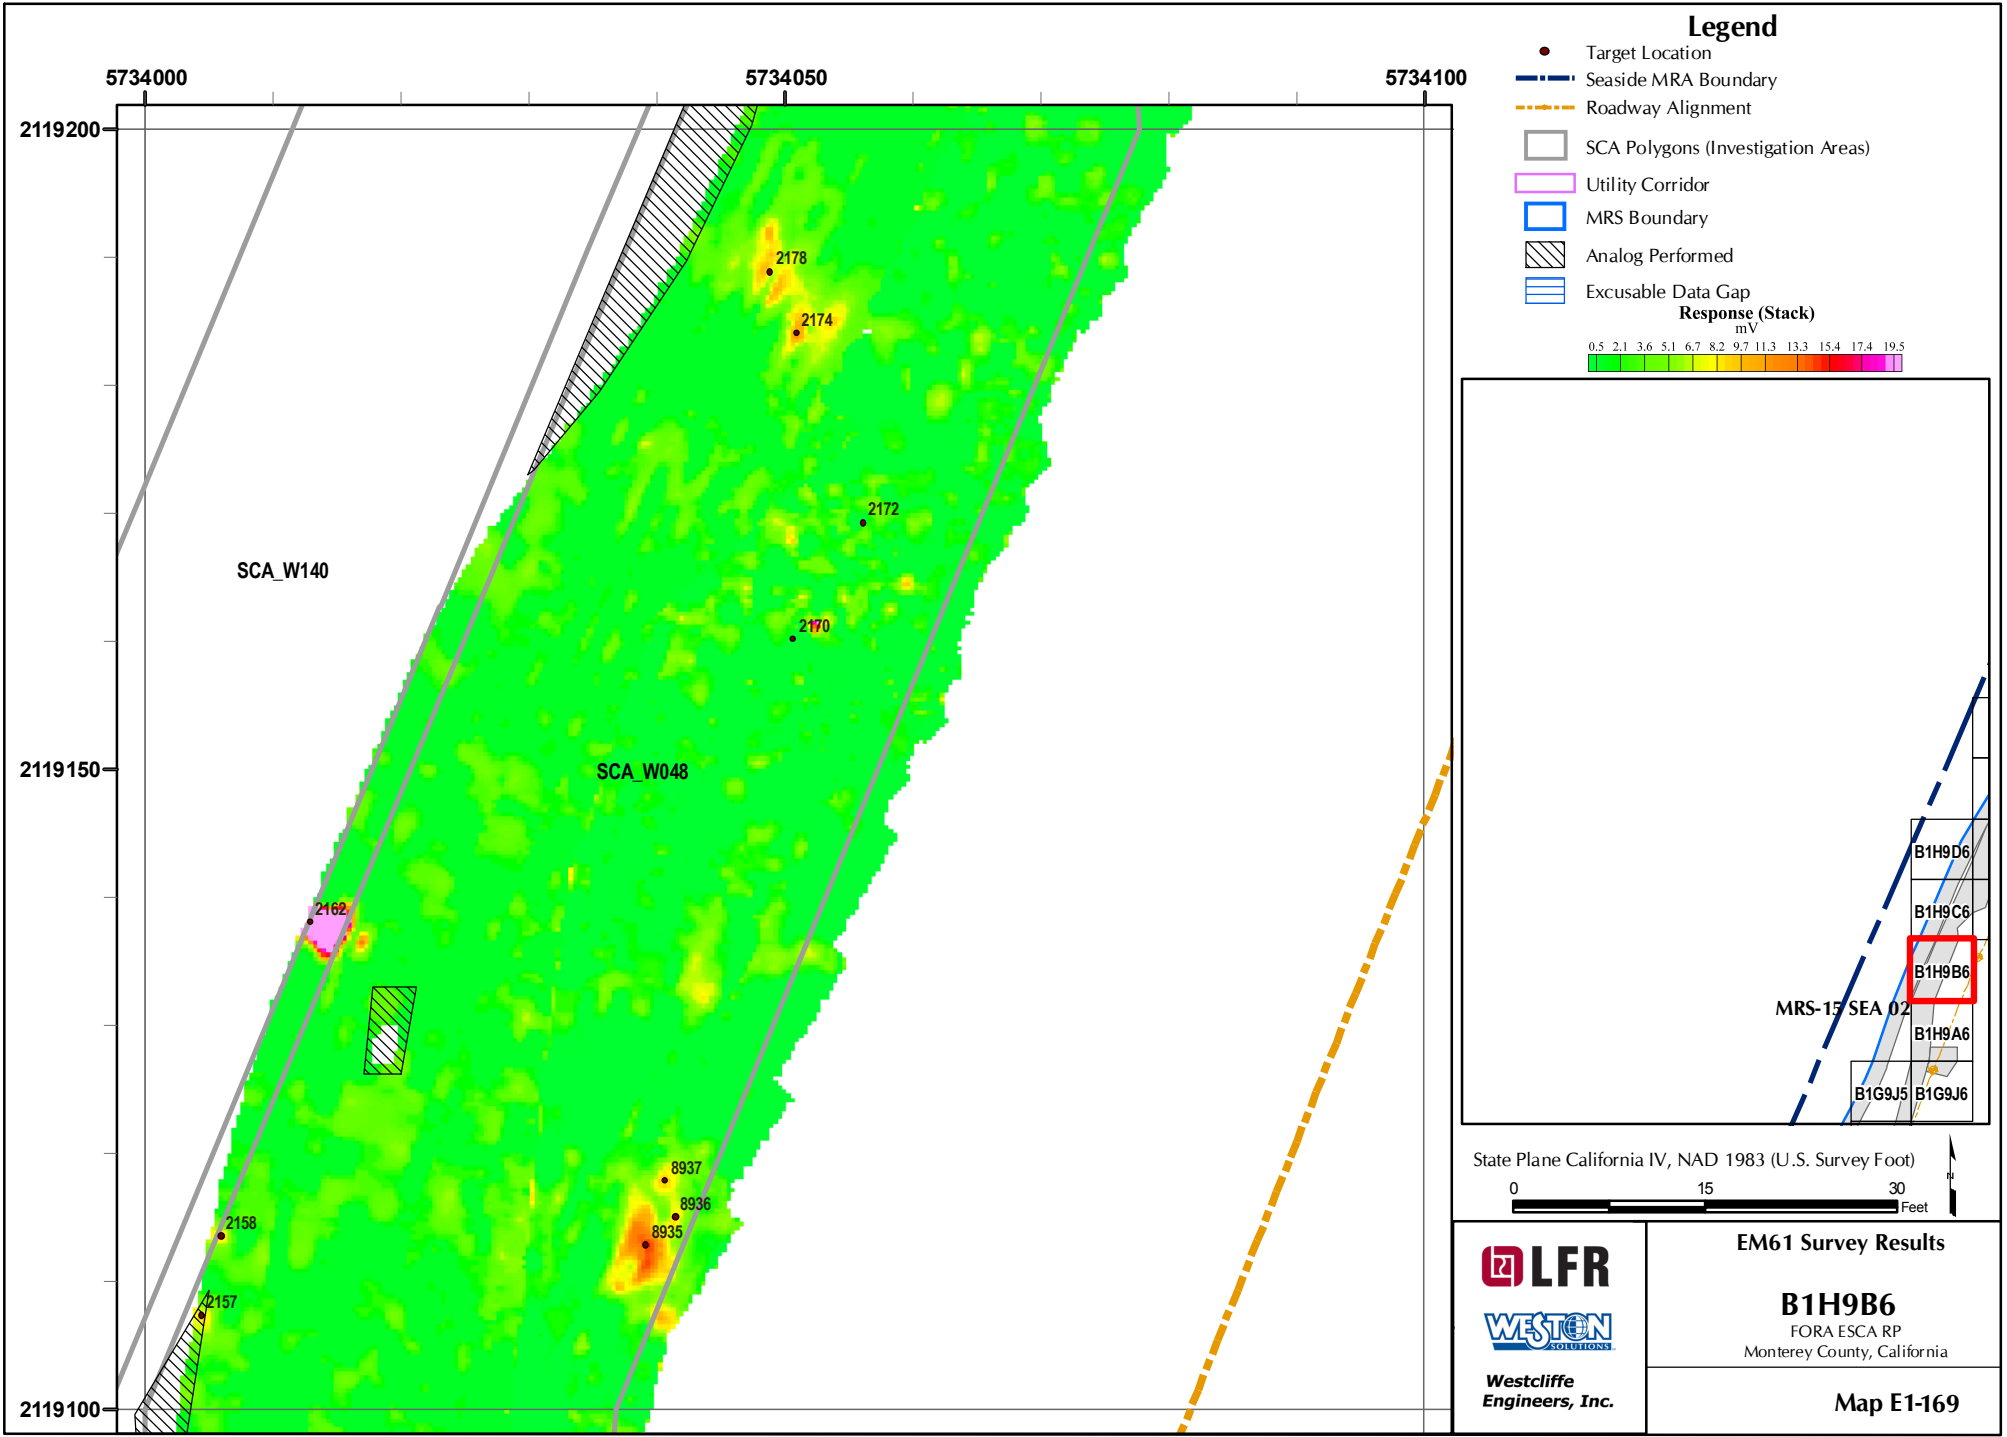 Legend
Target Location
Seaside MRA Boundary
Roadway Alignment
SCA Polygons (Investigation Areas)
Utility Corridor
MRS Boundary
Analog Performed
Excusable Data Gap
Response (Stack)
mV
0.5 2.1 3.6 5.1 6.7 8.2 9.7 11.3 13.3 15.4 17.4 19.5
5734000 5734050 5734100
2119200
2178
2174
2172
SCA_W140
2170
2119150
SCA_W048
2162
8937
8936
8935
2158
2157
2119100
B1H9D6
B1H9C6
B1H9B6
MRS-15 SEA 02
B1H9A6
B1G9J5 B1G9J6
State Plane California IV, NAD 1983 (U.S. Survey Foot)
N
0 15 30
Feet
LFR
WESTON
SOLUTIONS
Westcliffe
Engineers, Inc.
EM61 Survey Results
B1H9B6
FORA ESCA RP
Monterey County, California
Map E1-169